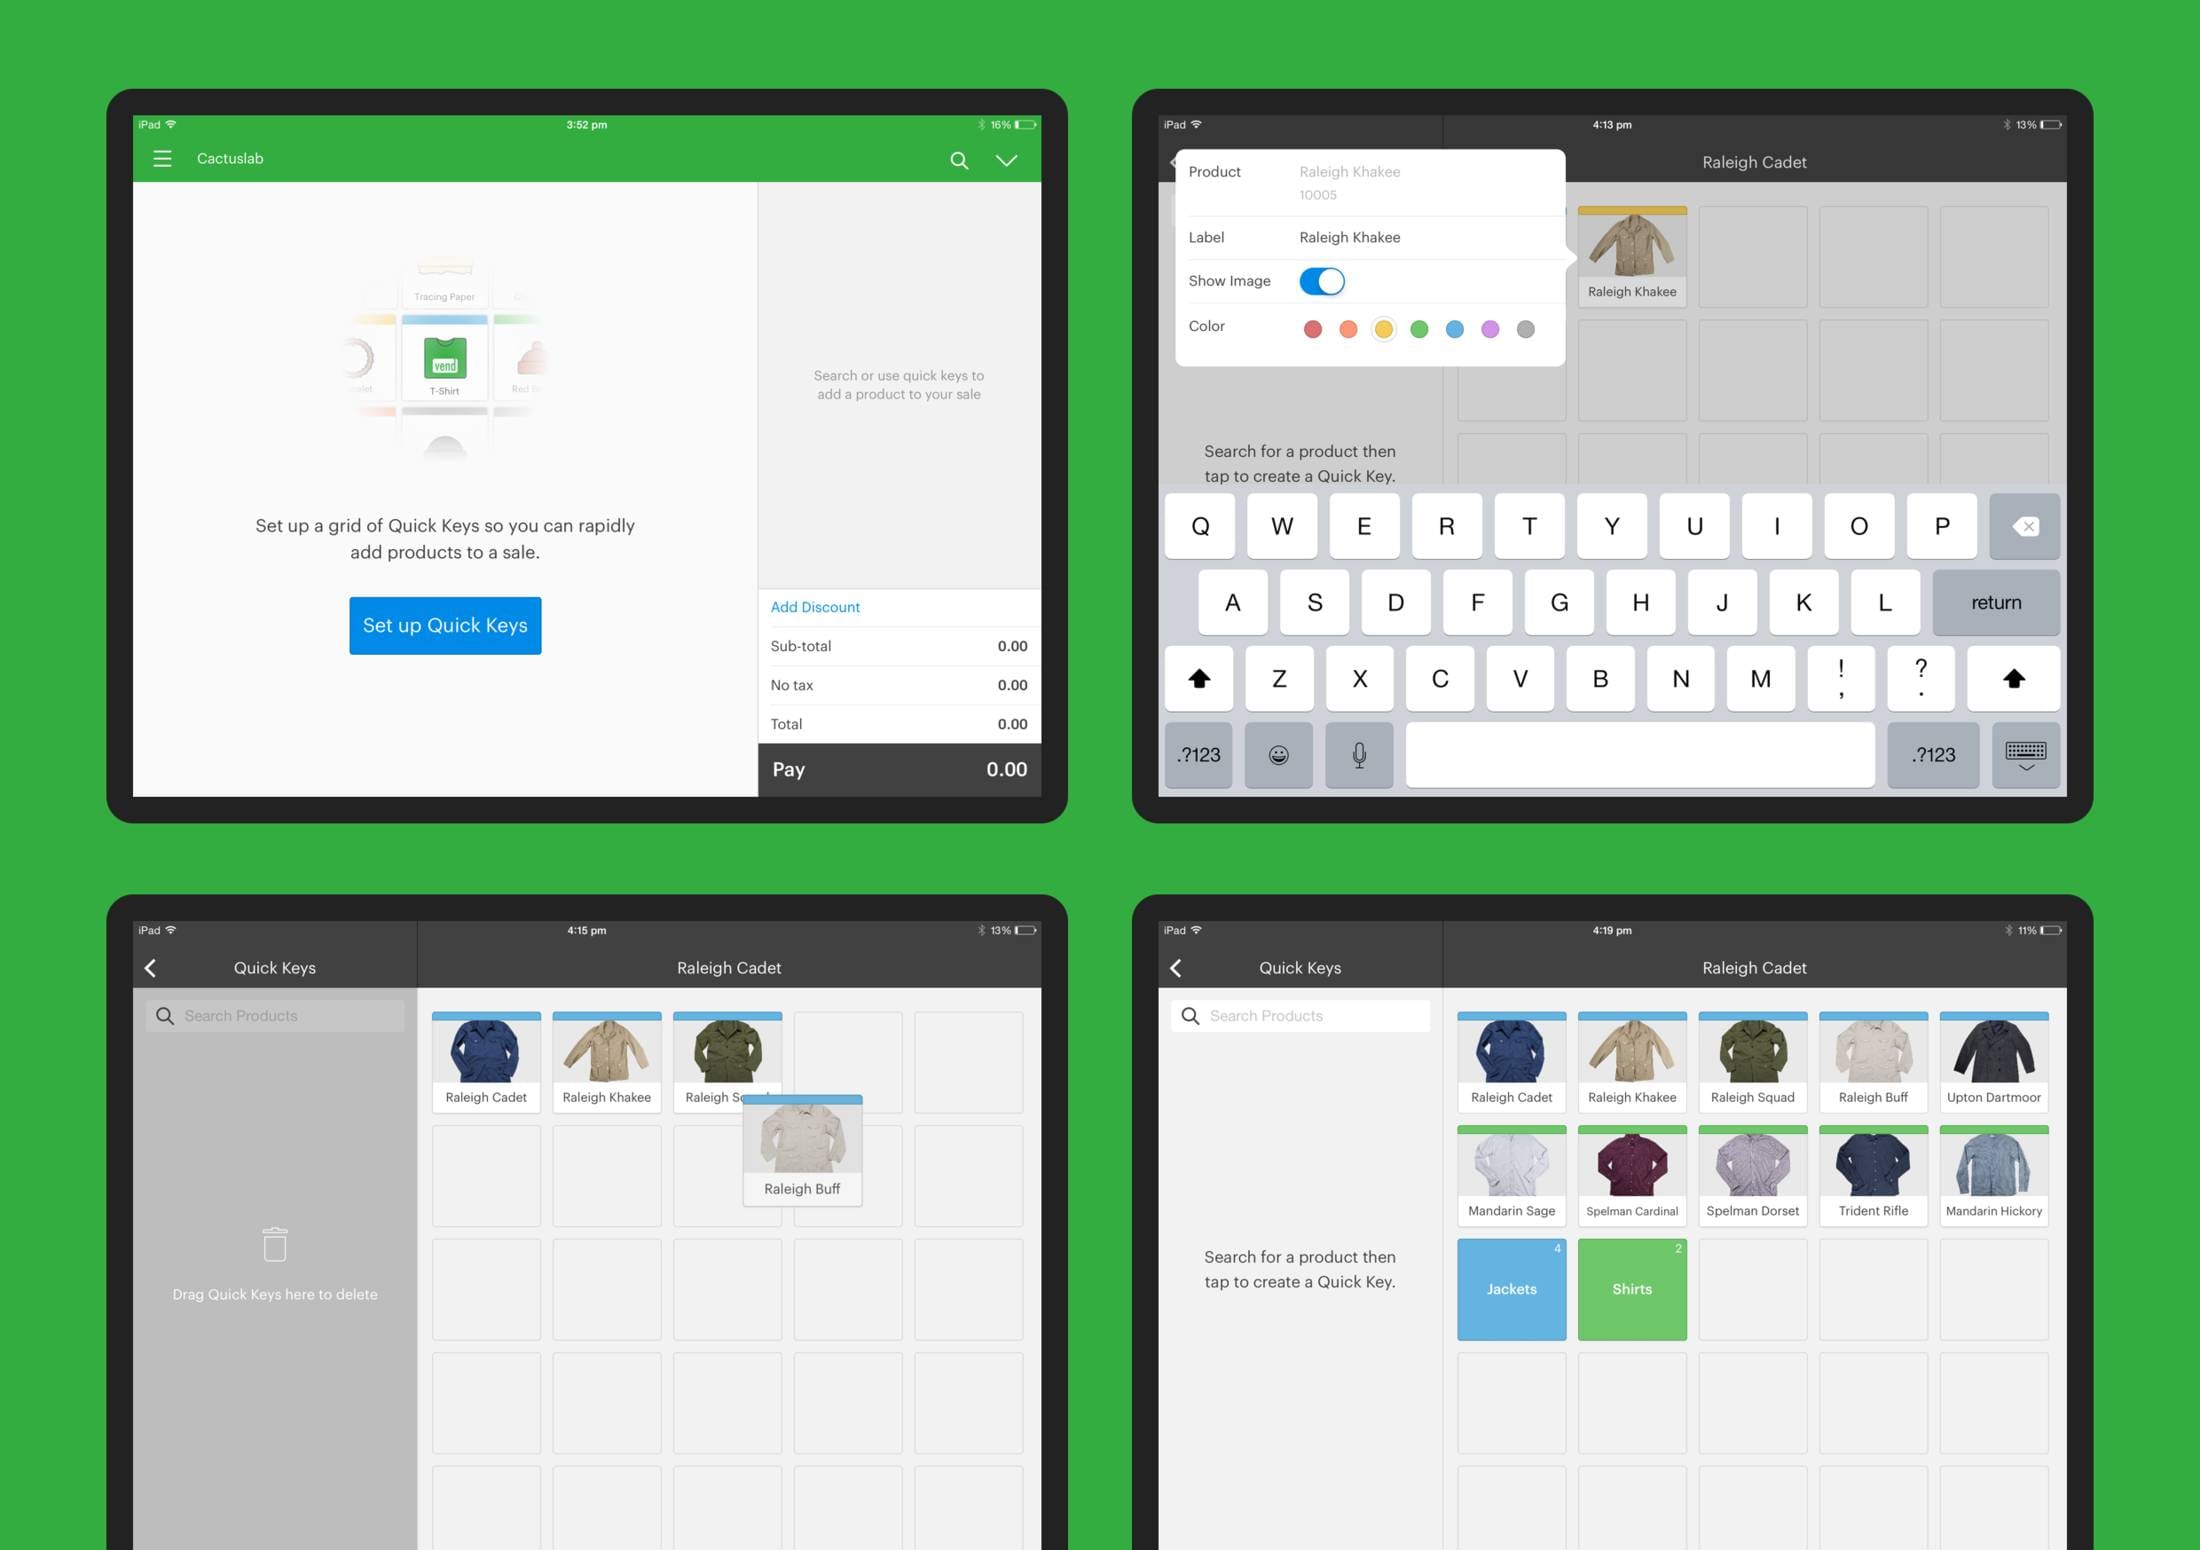 iPad
3:52 pm
16%
Cactuslab
Tracing Paper
vend
T-Shirt
Set up a grid of Quick Keys so you can rapidly
add products to a sale.
Set up Quick Keys
Search or use quick keys to
add a product to your sale
Add Discount
Sub-total 0.00
No tax 0.00
Total 0.00
Pay 0.00
iPad
4:13 pm
13%
Raleigh Cadet
Product Raleigh Khakee
10005
Label Raleigh Khakee
Show Image
Color
Raleigh Khakee
Search for a product then
tap to create a Quick Key.
Q W E R T Y U I O P
A S D F G H J K L return
Z X C V B N M ! , ? .
.?123 .?123
iPad
4:15 pm
13%
Quick Keys
Raleigh Cadet
Search Products
Raleigh Cadet
Raleigh Khakee
Raleigh
Raleigh Buff
Drag Quick Keys here to delete
iPad
4:19 pm
11%
Quick Keys
Raleigh Cadet
Search Products
Search for a product then
tap to create a Quick Key.
Raleigh Cadet
Raleigh Khakee
Raleigh Squad
Raleigh Buff
Upton Dartmoor
Mandarin Sage
Spelman Cardinal
Spelman Dorset
Trident Rifle
Mandarin Hickory
4
Jackets
2
Shirts